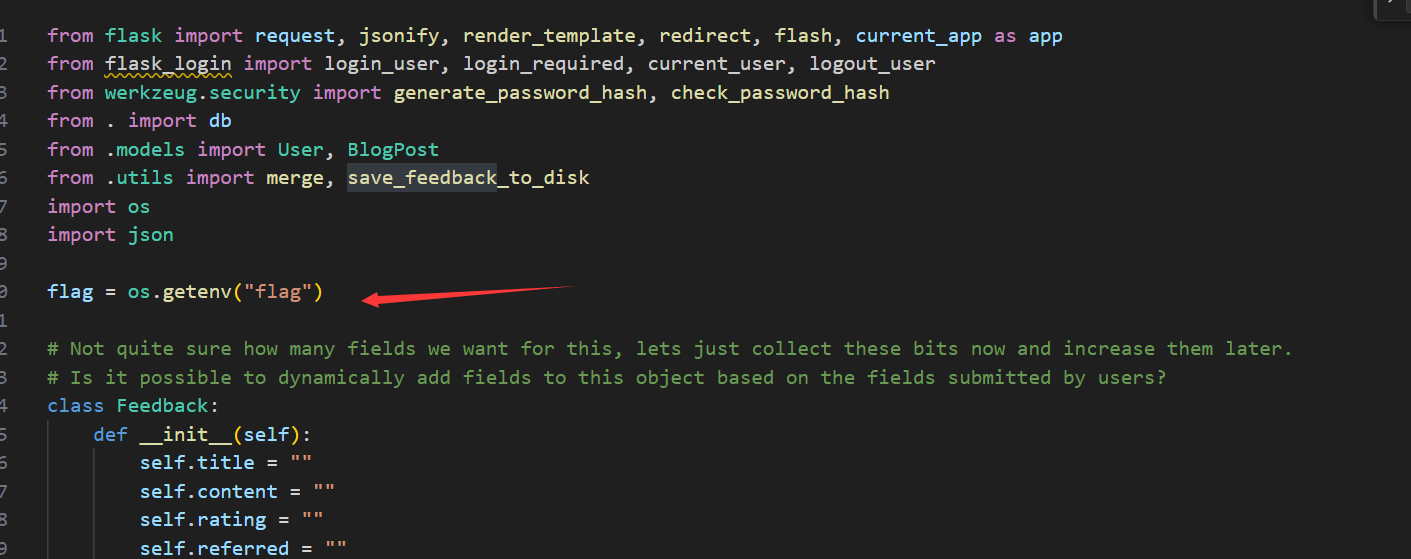 1 from flask import request, jsonify, render_template, redirect, flash, current_app as app
2 from flask_login import login_user, login_required, current_user, logout_user
3 from werkzeug.security import generate_password_hash, check_password_hash
4 from . import db
5 from .models import User, BlogPost
6 from .utils import merge, save_feedback_to_disk
7 import os
8 import json
9
0 flag = os.getenv("flag")
1
2 # Not quite sure how many fields we want for this, lets just collect these bits now and increase them later.
3 # Is it possible to dynamically add fields to this object based on the fields submitted by users?
4 class Feedback:
5     def __init__(self):
6         self.title = ""
7         self.content = ""
8         self.rating = ""
9         self.referred = ""